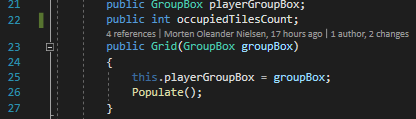 21 public GroupBox playerGroupBox;
22 public int occupiedTilesCount;
4 references | Morten Oleander Nielsen, 17 hours ago | 1 author, 2 changes
23 public Grid(GroupBox groupBox)
24 {
25 this.playerGroupBox = groupBox;
26 Populate();
27 }